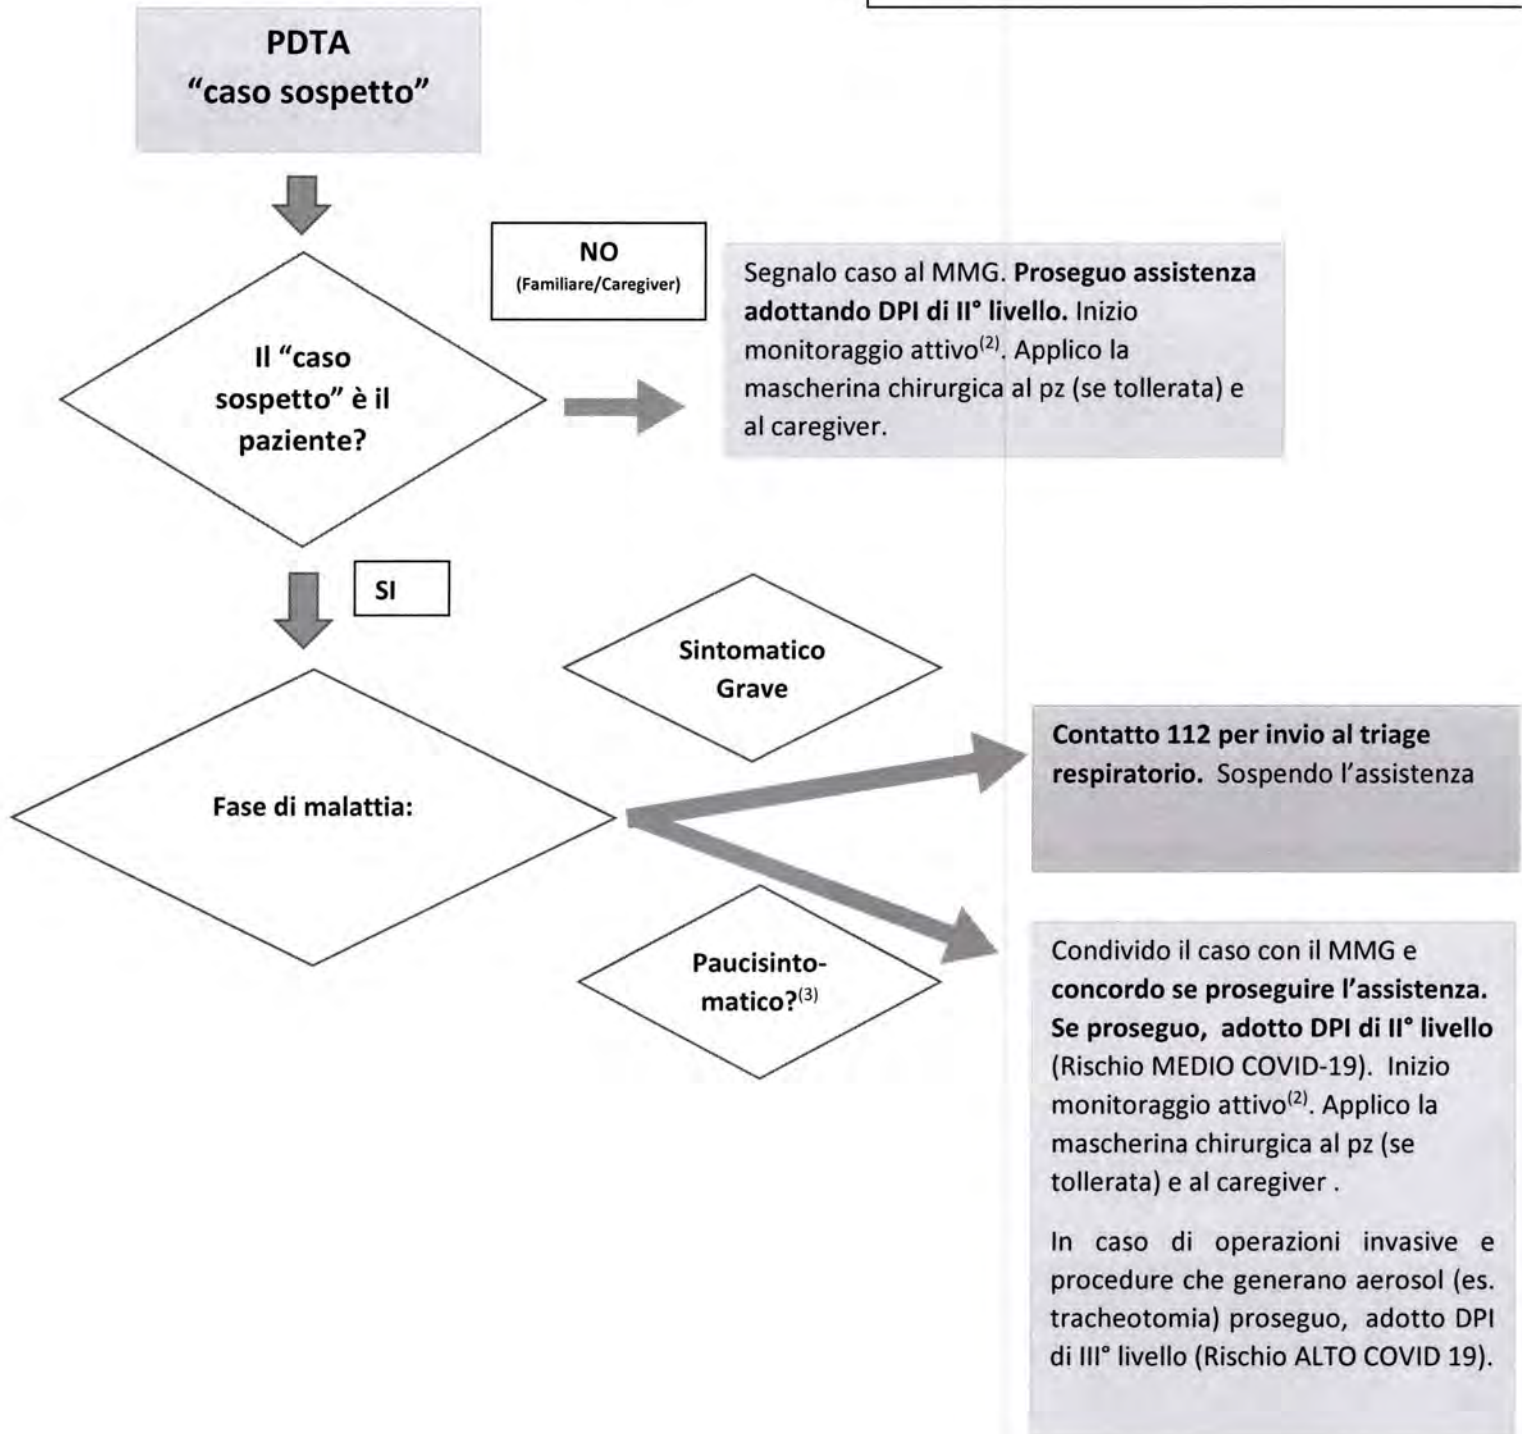 PDTA
“caso sospetto”
NO
(Familiare/Caregiver)
Segnalo caso al MMG. Proseguo assistenza
adottando DPI di II° livello. Inizio
monitoraggio attivo(2). Applico la
mascherina chirurgica al pz (se tollerata) e
al caregiver.
Il “caso
sospetto” è il
paziente?
SI
Sintomatico
Grave
Contatto 112 per invio al triage
respiratorio. Sospendo l’assistenza
Fase di malattia:
Paucisinto-
matico?(3)
Condivido il caso con il MMG e
concordo se proseguire l’assistenza.
Se proseguo, adotto DPI di II° livello
(Rischio MEDIO COVID-19). Inizio
monitoraggio attivo(2). Applico la
mascherina chirurgica al pz (se
tollerata) e al caregiver .
In caso di operazioni invasive e
procedure che generano aerosol (es.
tracheotomia) proseguo, adotto DPI
di III° livello (Rischio ALTO COVID 19).